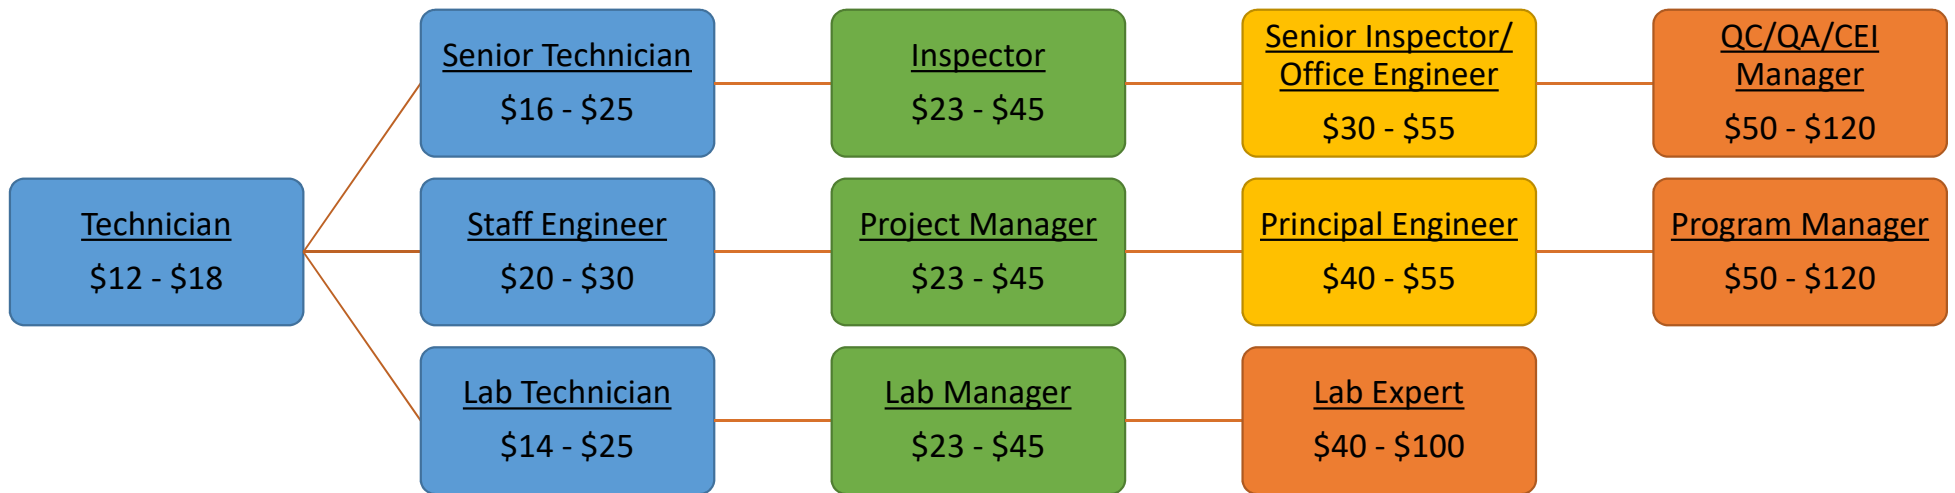 Technician
$12 - $18
Senior Technician
$16 - $25
Inspector
$23 - $45
Senior Inspector/
Office Engineer
$30 - $55
QC/QA/CEI
Manager
$50 - $120
Staff Engineer
$20 - $30
Project Manager
$23 - $45
Principal Engineer
$40 - $55
Program Manager
$50 - $120
Lab Technician
$14 - $25
Lab Manager
$23 - $45
Lab Expert
$40 - $100